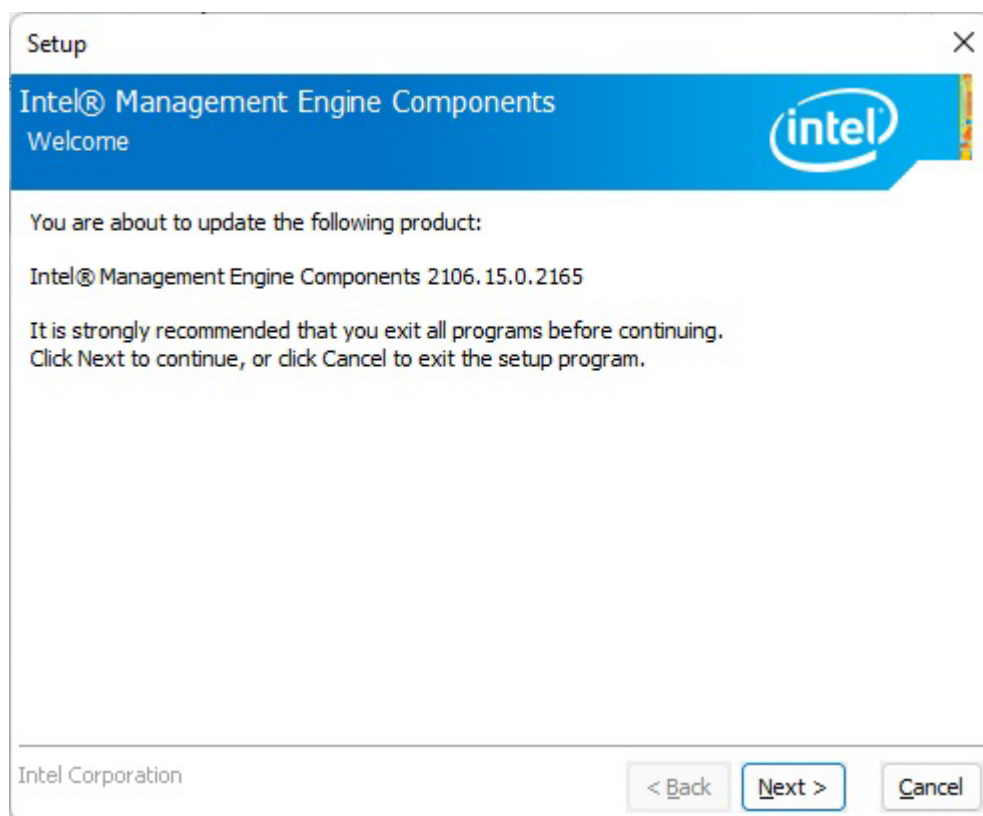 Setup
Intel® Management Engine Components
Welcome
intel
You are about to update the following product:
Intel® Management Engine Components 2106.15.0.2165
It is strongly recommended that you exit all programs before continuing.
Click Next to continue, or click Cancel to exit the setup program.
Intel Corporation
< Back
Next >
Cancel